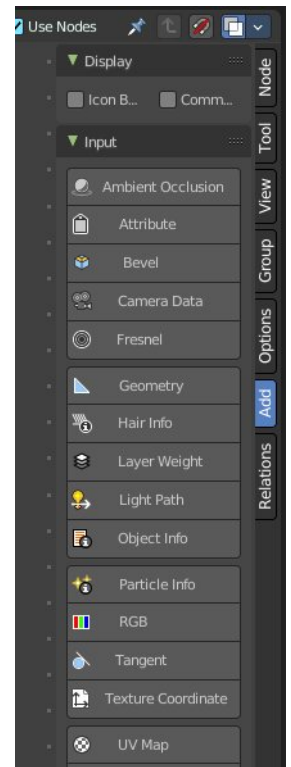 Use Nodes
Display
Icon B...
Comm...
Input
Ambient Occlusion
Attribute
Bevel
Camera Data
Fresnel
Geometry
Hair Info
Layer Weight
Light Path
Object Info
Particle Info
RGB
Tangent
Texture Coordinate
UV Map
Node
Tool
View
Group
Options
Add
Relations